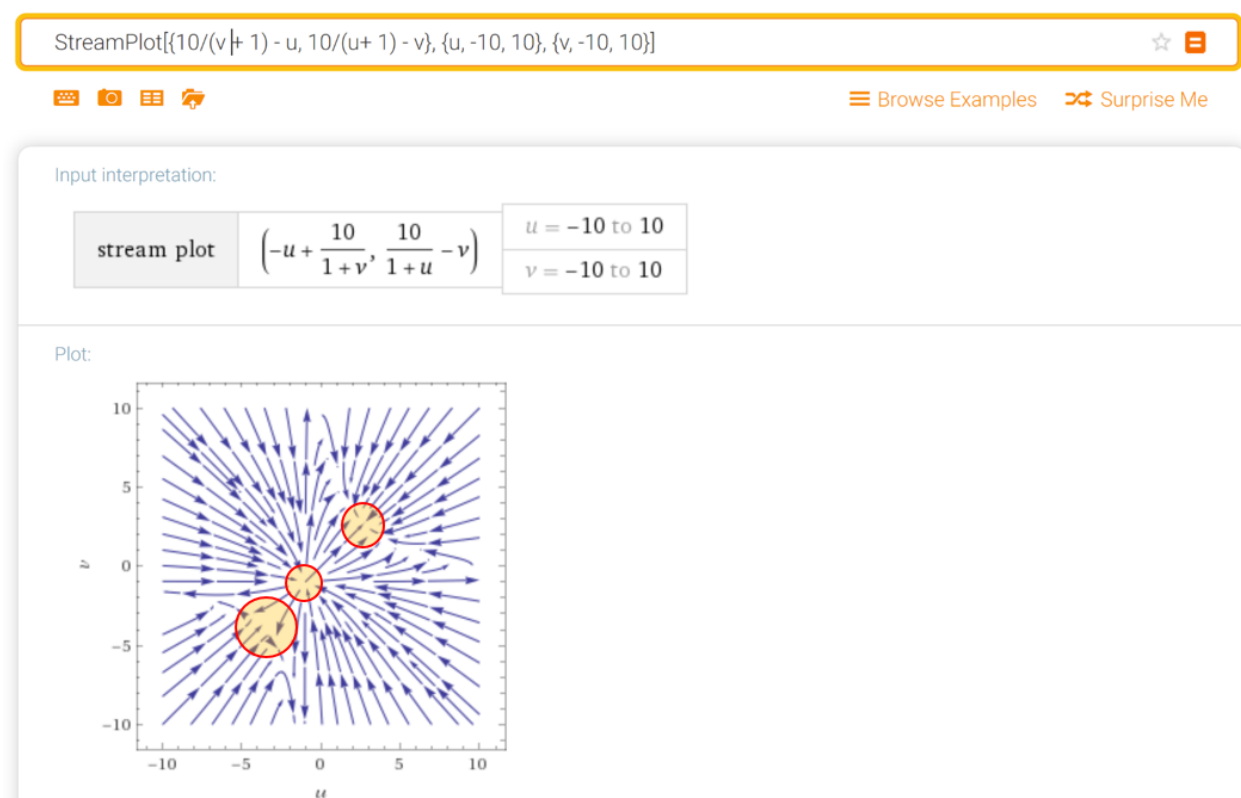 StreamPlot[{10/(v + 1) - u, 10/(u+ 1) - v}, {u, -10, 10}, {v, -10, 10}]
Browse Examples Surprise Me
Input interpretation:
stream plot (-u + 10/(1 + v), 10/(1 + u) - v) u = -10 to 10
v = -10 to 10
Plot:
10
5
0
-5
-10
v
-10 -5 0 5 10
u